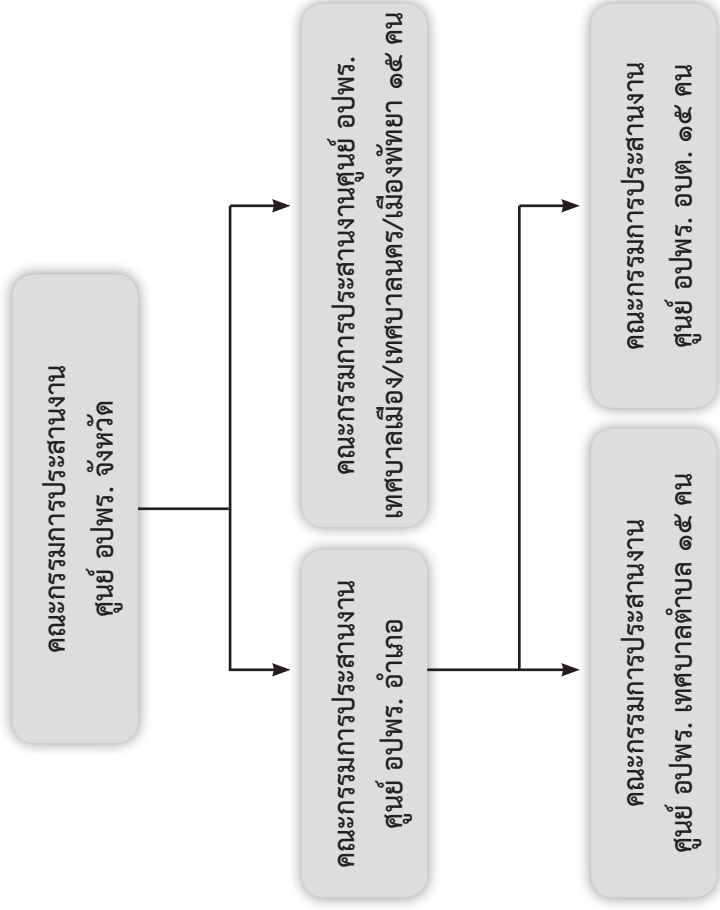 คณะกรรมการประสานงาน
ศูนย์ อปพร. จังหวัด
คณะกรรมการประสานงาน
ศูนย์ อปพร. อำเภอ
คณะกรรมการประสานงานศูนย์ อปพร.
เทศบาลเมือง/เทศบาลนคร/เมืองพัทยา ๑๕ คน
คณะกรรมการประสานงาน
ศูนย์ อปพร. เทศบาลตำบล ๑๕ คน
คณะกรรมการประสานงาน
ศูนย์ อปพร. อบต. ๑๕ คน